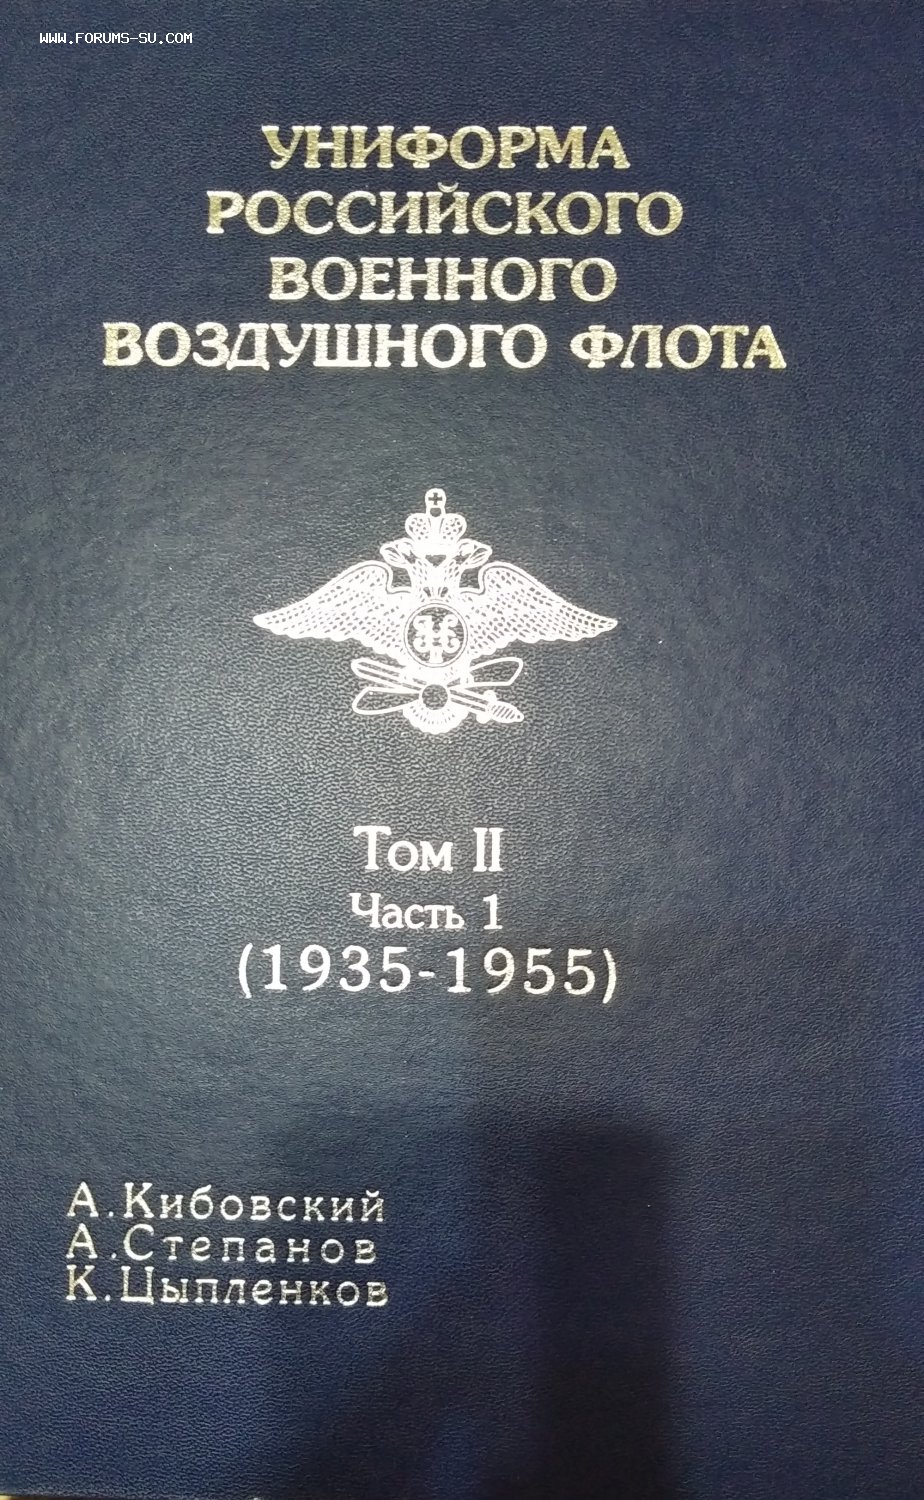 WWW.FORUMS-SU.COM
УНИФОРМА
РОССИЙСКОГО
ВОЕННОГО
ВОЗДУШНОГО ФЛОТА
Том II
Часть 1
(1935-1955)
А.Кибовский
А.Степанов
К.Цыпленков